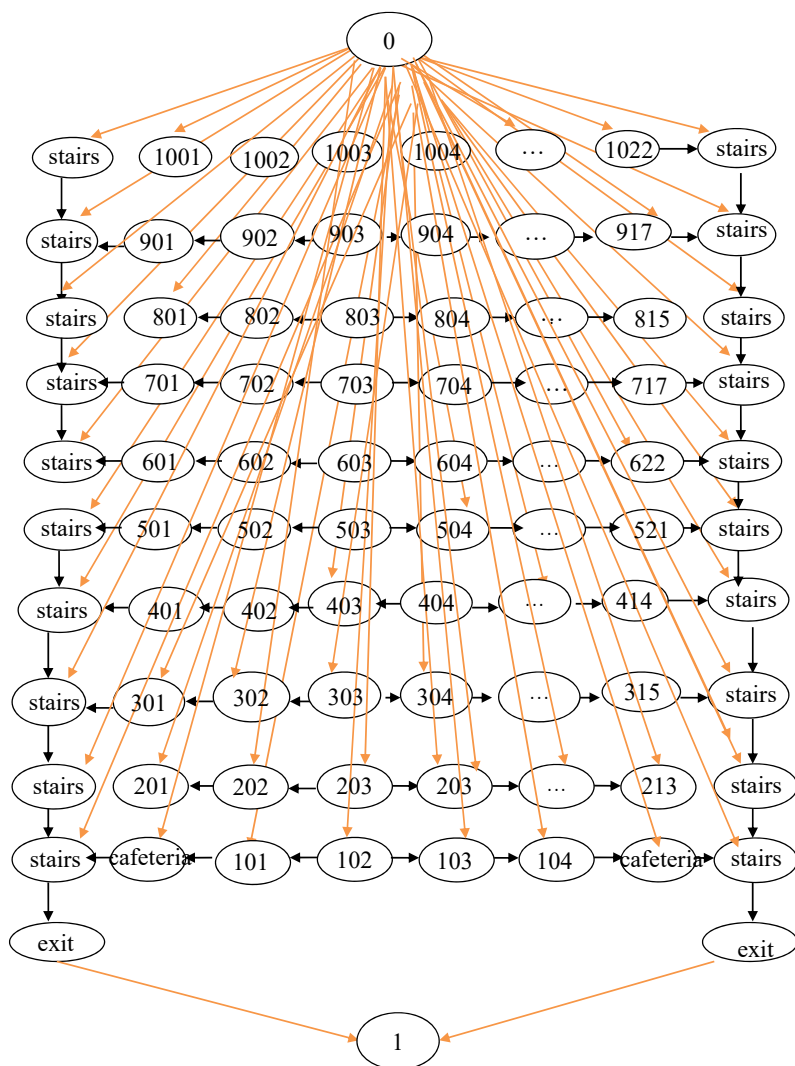 0
stairs 1001 1002 1003 1004 … 1022 stairs
stairs 901 902 903 904 … 917 stairs
stairs 801 802 803 804 … 815 stairs
stairs 701 702 703 704 … 717 stairs
stairs 601 602 603 604 … 622 stairs
stairs 501 502 503 504 … 521 stairs
stairs 401 402 403 404 … 414 stairs
stairs 301 302 303 304 … 315 stairs
stairs 201 202 203 203 … 213 stairs
stairs cafeteria 101 102 103 104 cafeteria stairs
exit exit
1